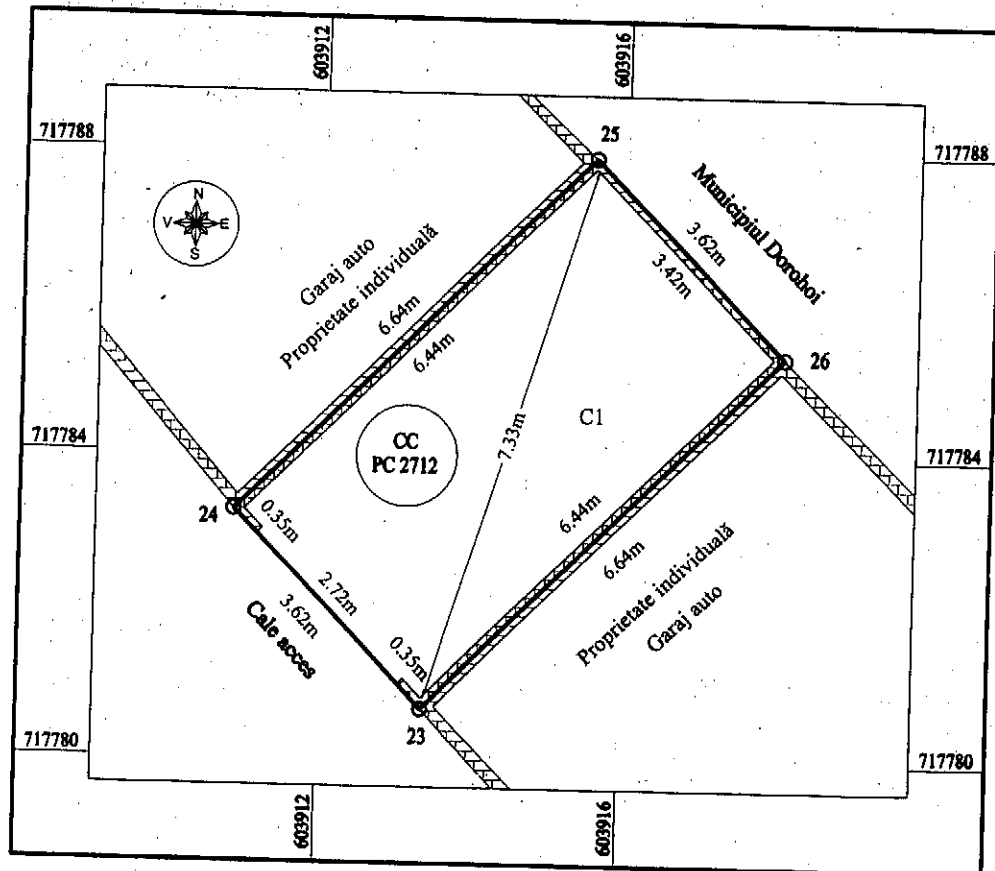 603912
603916
717788
25
717788
N
V
E
S
Municipiul Dorohoi
3.62m
3.42m
Garaj auto
Proprietate individuală
6.64m
6.44m
26
717784
CC
PC 2712
7.33m
C1
717784
24
0.35m
2.72m
3.62m
Cale acces
0.35m
6.44m
6.64m
Proprietate individuală
Garaj auto
23
717780
717780
603912
603916